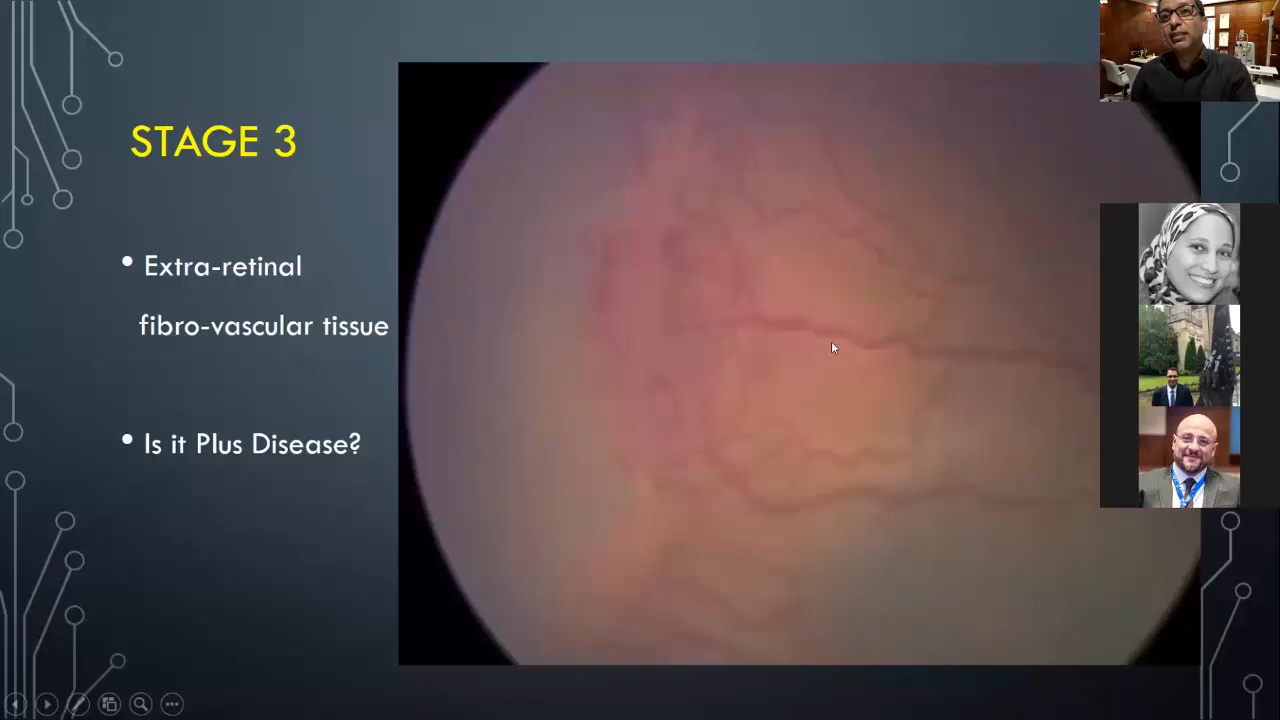 STAGE 3
• Extra-retinal
fibro-vascular tissue
• Is it Plus Disease?